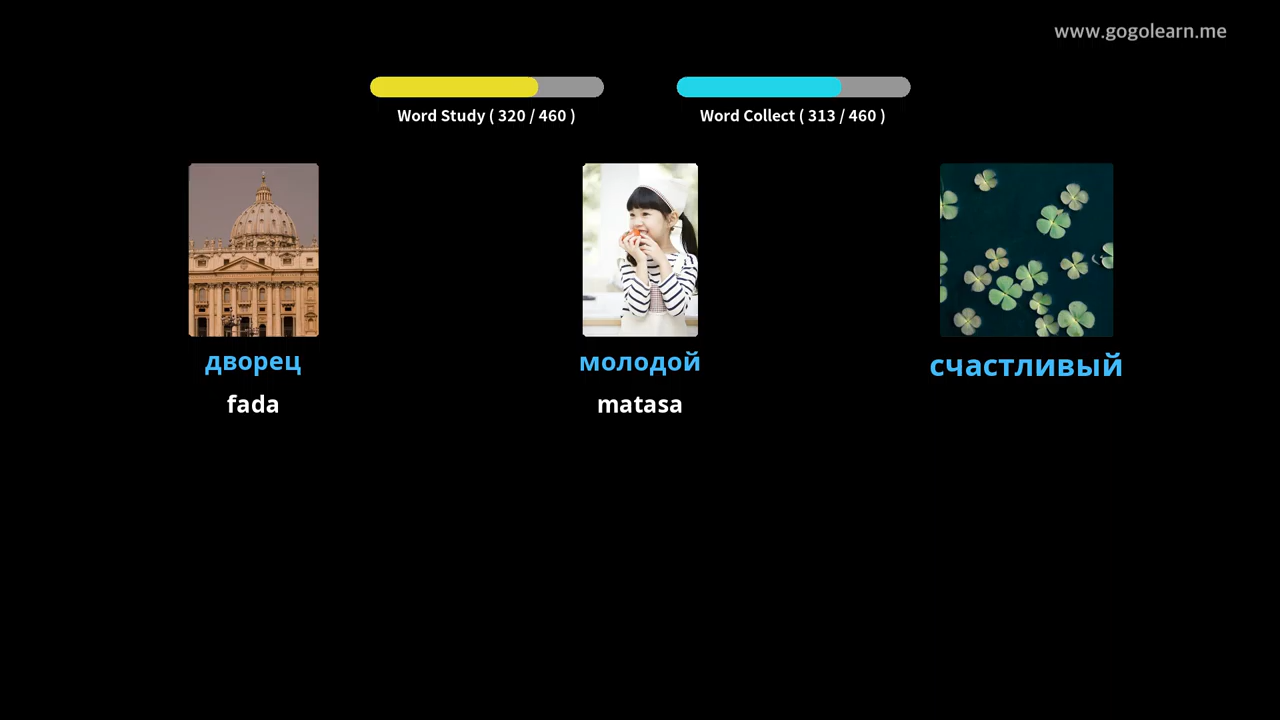 www.gogolearn.me
Word Study ( 320 / 460 )
Word Collect ( 313 / 460 )
дворец
молодой
счастливый
fada
matasa